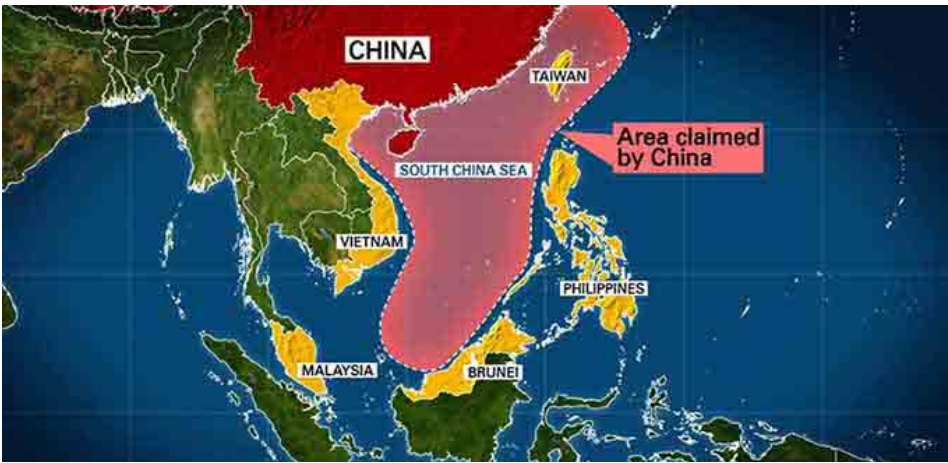 CHINA
TAIWAN
Area claimed
by China
SOUTH CHINA SEA
VIETNAM
PHILIPPINES
MALAYSIA
BRUNEI